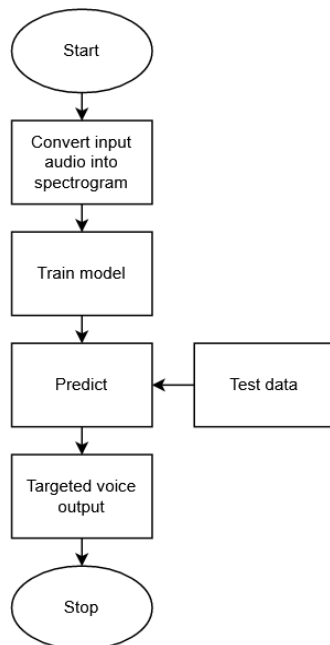 Start
Convert input
audio into
spectrogram
Train model
Predict
Test data
Targeted voice
output
Stop